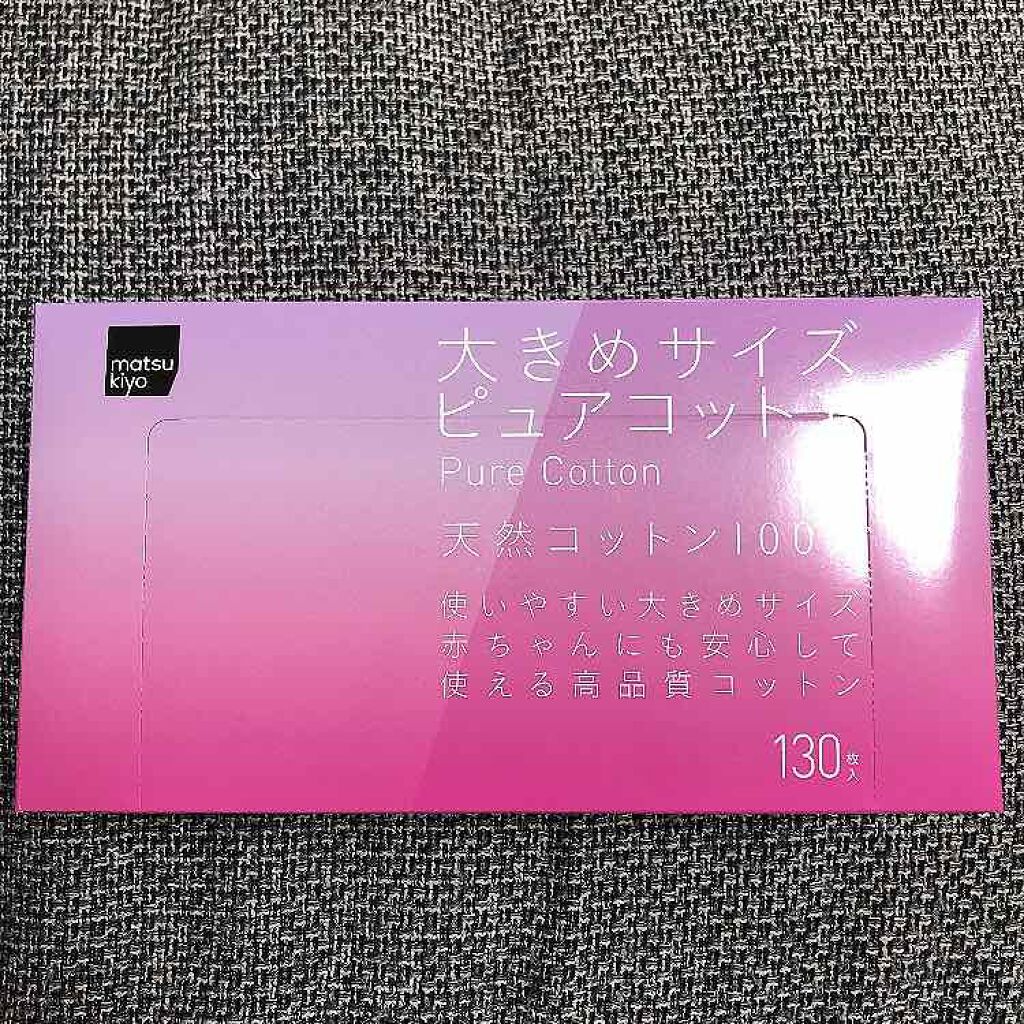 matsu
kiyo
大きめサイズ
ピュアコット
Pure Cotton
天然コットン100
使いやすい大きめサイズ
赤ちゃんにも安心して
使える高品質コットン
130枚入